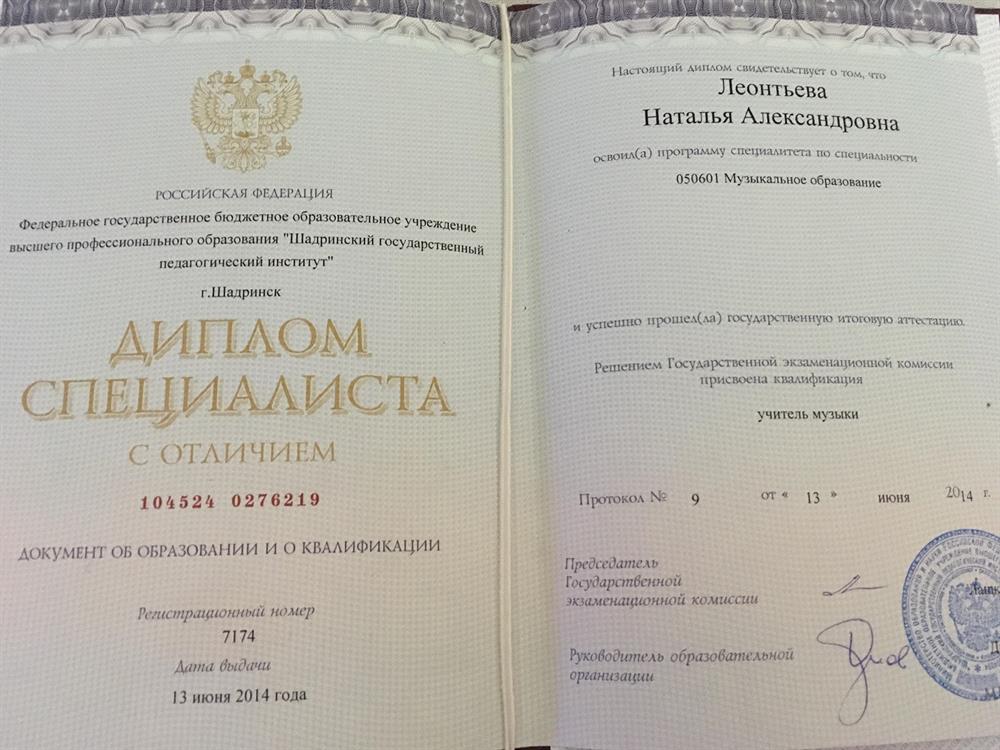 РОССИЙСКАЯ ФЕДЕРАЦИЯ
Федеральное государственное бюджетное образовательное учреждение
высшего профессионального образования "Шадринский государственный
педагогический институт"
г.Шадринск
ДИПЛОМ
СПЕЦИАЛИСТА
С ОТЛИЧИЕМ
104524 0276219
ДОКУМЕНТ ОБ ОБРАЗОВАНИИ И О КВАЛИФИКАЦИИ
Регистрационный номер
7174
Дата выдачи
13 июня 2014 года
Настоящий диплом свидетельствует о том, что
Леонтьева
Наталья Александровна
освоил(а) программу специалитета по специальности
050601 Музыкальное образование
и успешно прошел(ла) государственную итоговую аттестацию.
Решением Государственной экзаменационной комиссии
присвоена квалификация
учитель музыки
Протокол № 9 от « 13 » июня 2014 г.
Председатель
Государственной
экзаменационной комиссии
Руководитель образовательной
организации